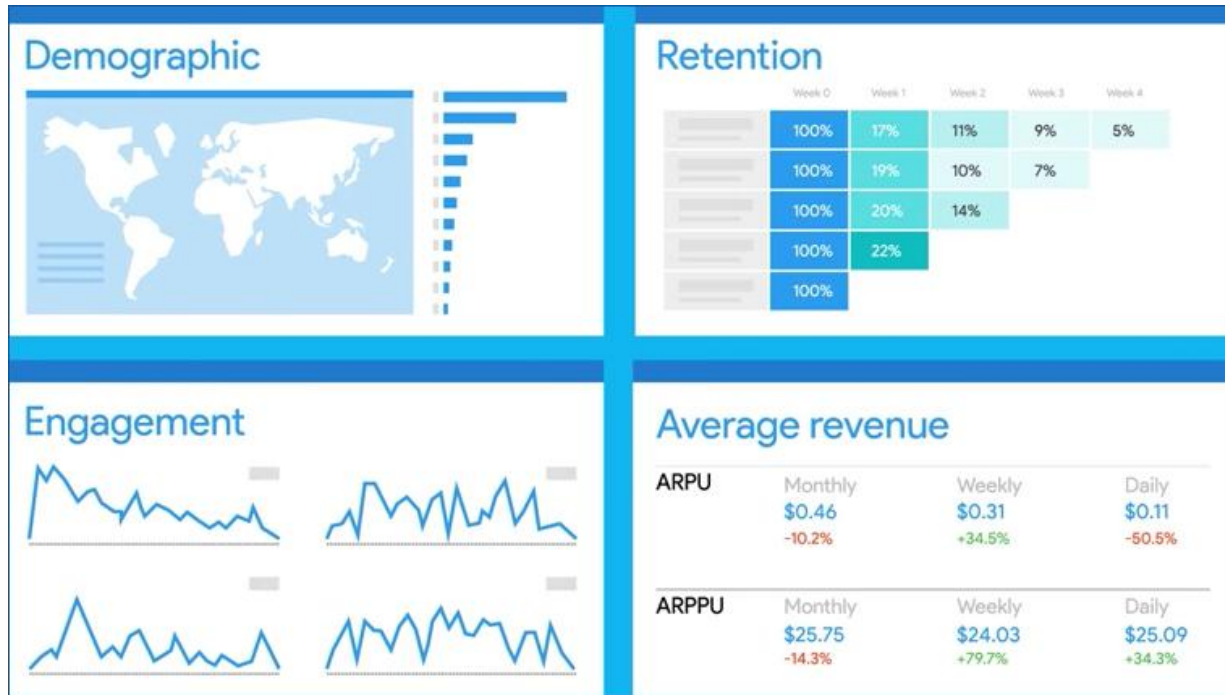 Demographic
Retention
Week 0 Week 1 Week 2 Week 3 Week 4
100% 17% 11% 9% 5%
100% 19% 10% 7%
100% 20% 14%
100% 22%
100%
Engagement
Average revenue
ARPU Monthly Weekly Daily
$0.46 $0.31 $0.11
-10.2% +34.5% -50.5%
ARPPU Monthly Weekly Daily
$25.75 $24.03 $25.09
-14.3% +79.7% +34.3%